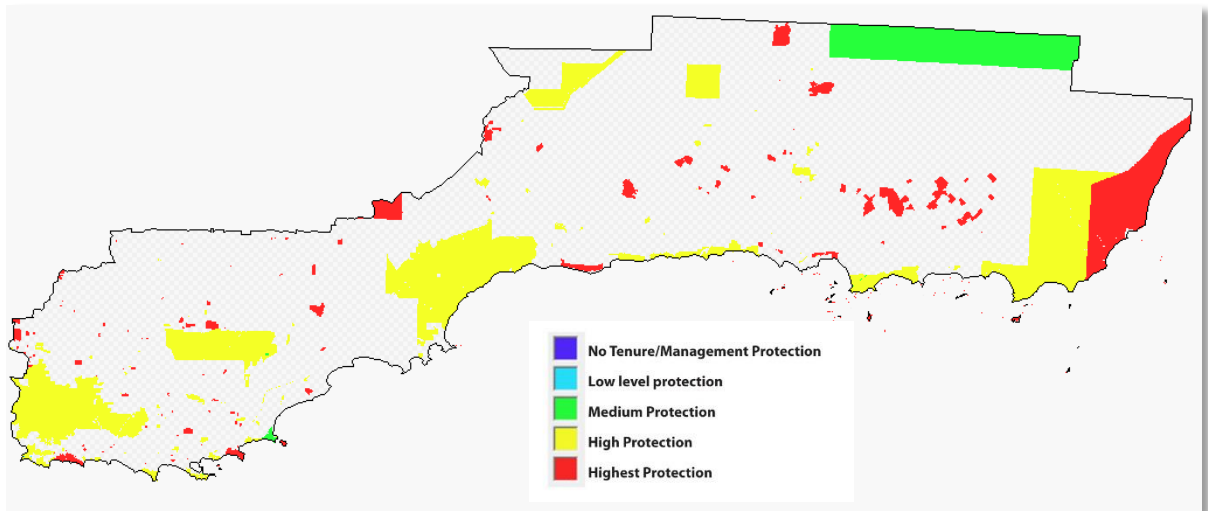 No Tenure/Management Protection
Low level protection
Medium Protection
High Protection
Highest Protection